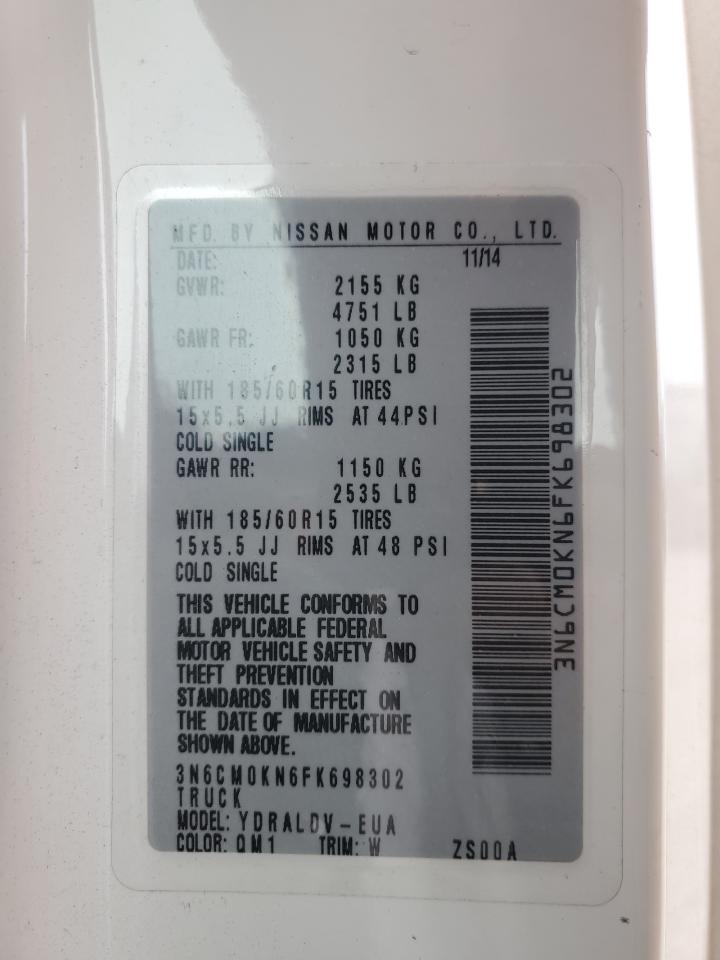 MFD. BY NISSAN MOTOR CO., LTD.
DATE: 11/14
GVWR: 2155 KG
4751 LB
GAWR FR: 1050 KG
2315 LB
WITH 185/60R15 TIRES
15x5.5 JJ RIMS AT 44PSI
COLD SINGLE
GAWR RR: 1150 KG
2535 LB
WITH 185/60R15 TIRES
15x5.5 JJ RIMS AT 48 PSI
COLD SINGLE
THIS VEHICLE CONFORMS TO
ALL APPLICABLE FEDERAL
MOTOR VEHICLE SAFETY AND
THEFT PREVENTION
STANDARDS IN EFFECT ON
THE DATE OF MANUFACTURE
SHOWN ABOVE.
3N6CM0KN6FK698302
TRUCK
MODEL: YDRALDV-EUA
COLOR: QM1 TRIM: W ZS00A
3N6CM0KN6FK698302